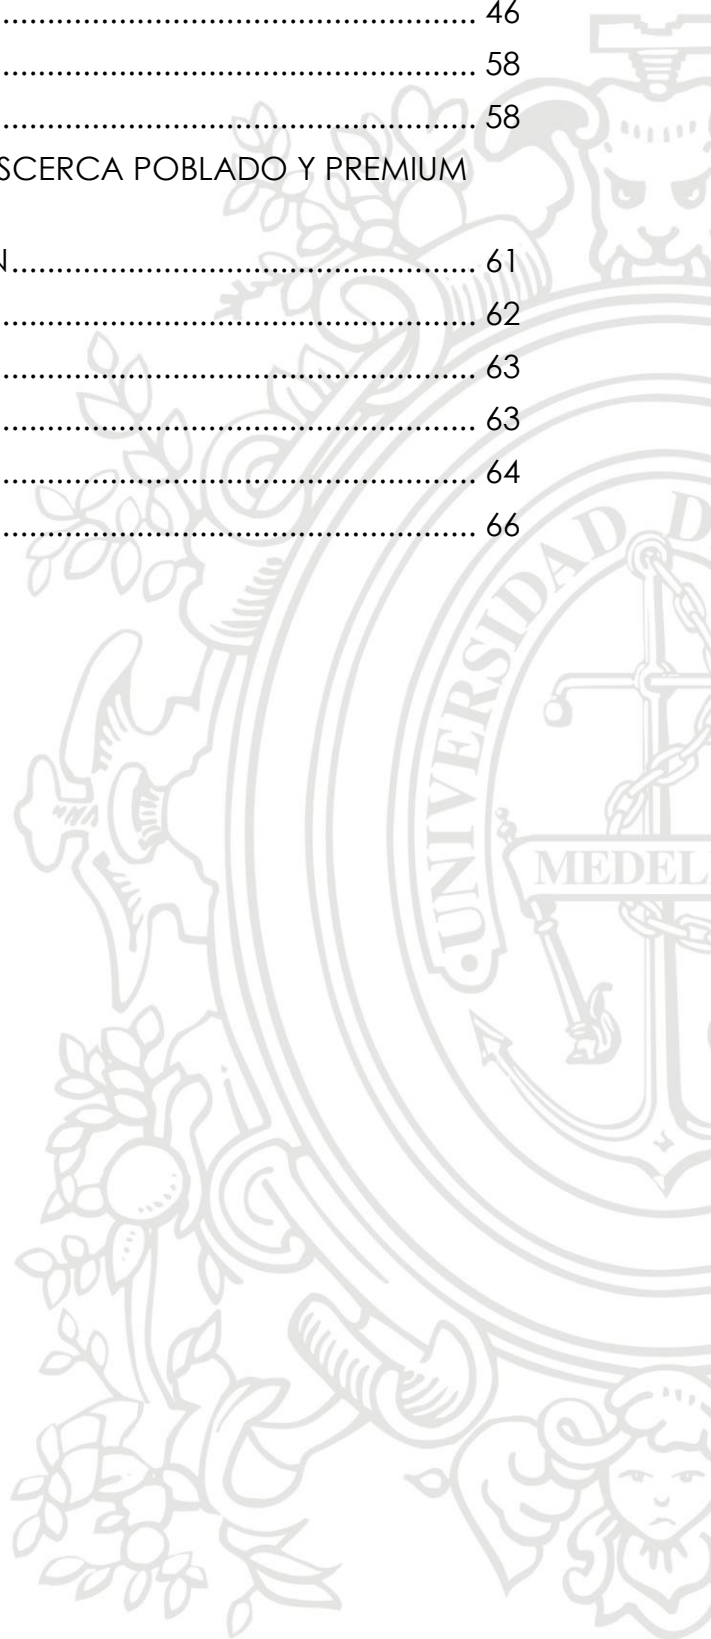 ........................................................ 46
........................................................ 58
........................................................ 58
SCERCA POBLADO Y PREMIUM
N....................................................... 61
........................................................ 62
........................................................ 63
........................................................ 63
........................................................ 64
........................................................ 66
UNIVERSIDAD D
MEDEL